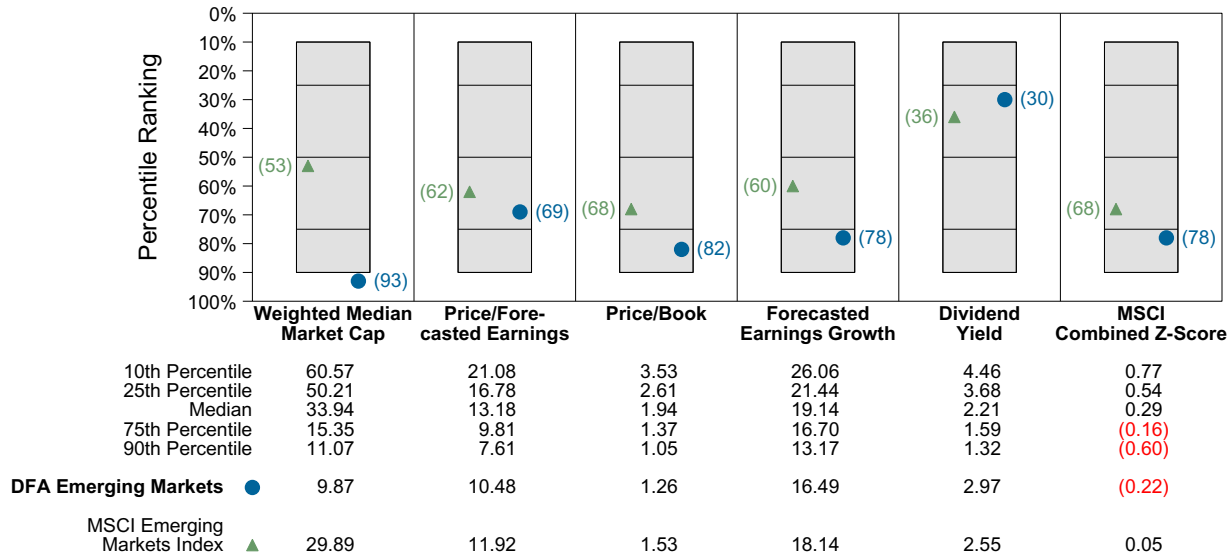 0%
10%
20%
30%
40%
50%
60%
70%
80%
90%
100%
Percentile Ranking
(53)
(93)
(62)
(69)
(68)
(82)
(60)
(78)
(36)
(30)
(68)
(78)
Weighted Median
Market Cap
Price/Fore-
casted Earnings
Price/Book
Forecasted
Earnings Growth
Dividend
Yield
MSCI
Combined Z-Score
10th Percentile 60.57 21.08 3.53 26.06 4.46 0.77
25th Percentile 50.21 16.78 2.61 21.44 3.68 0.54
Median 33.94 13.18 1.94 19.14 2.21 0.29
75th Percentile 15.35 9.81 1.37 16.70 1.59 (0.16)
90th Percentile 11.07 7.61 1.05 13.17 1.32 (0.60)
DFA Emerging Markets 9.87 10.48 1.26 16.49 2.97 (0.22)
MSCI Emerging
Markets Index 29.89 11.92 1.53 18.14 2.55 0.05